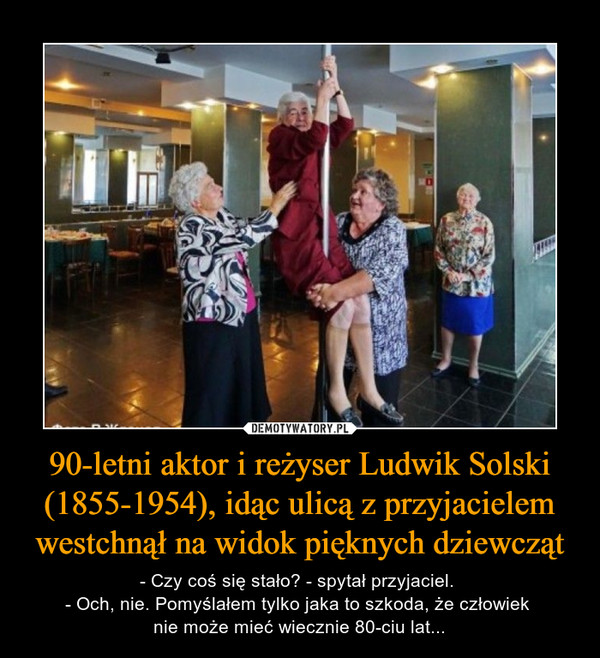 DEMOTYWATORY.PL
90-letni aktor i reżyser Ludwik Solski
(1855-1954), idąc ulicą z przyjacielem
westchnął na widok pięknych dziewcząt
- Czy coś się stało? - spytał przyjaciel.
- Och, nie. Pomyślałem tylko jaka to szkoda, że człowiek
nie może mieć wiecznie 80-ciu lat...